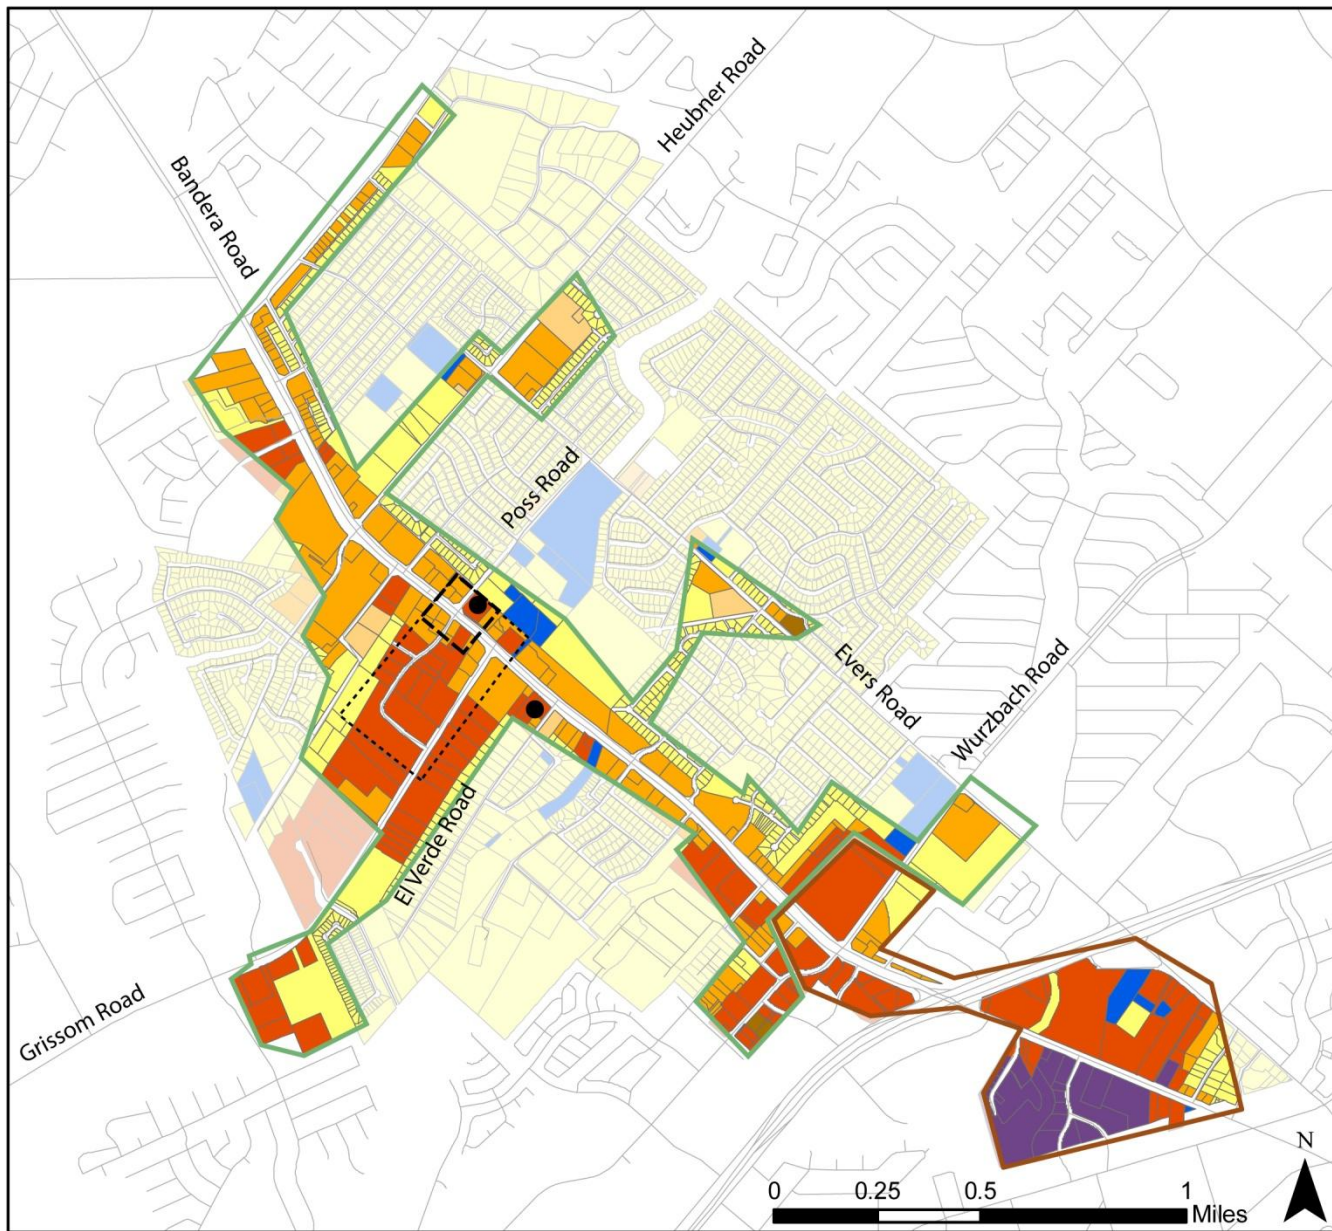 Heubner Road
Bandera Road
Poss Road
Evers Road
Wurzbach Road
El Verde Road
Grissom Road
N
0 0.25 0.5 1
Miles